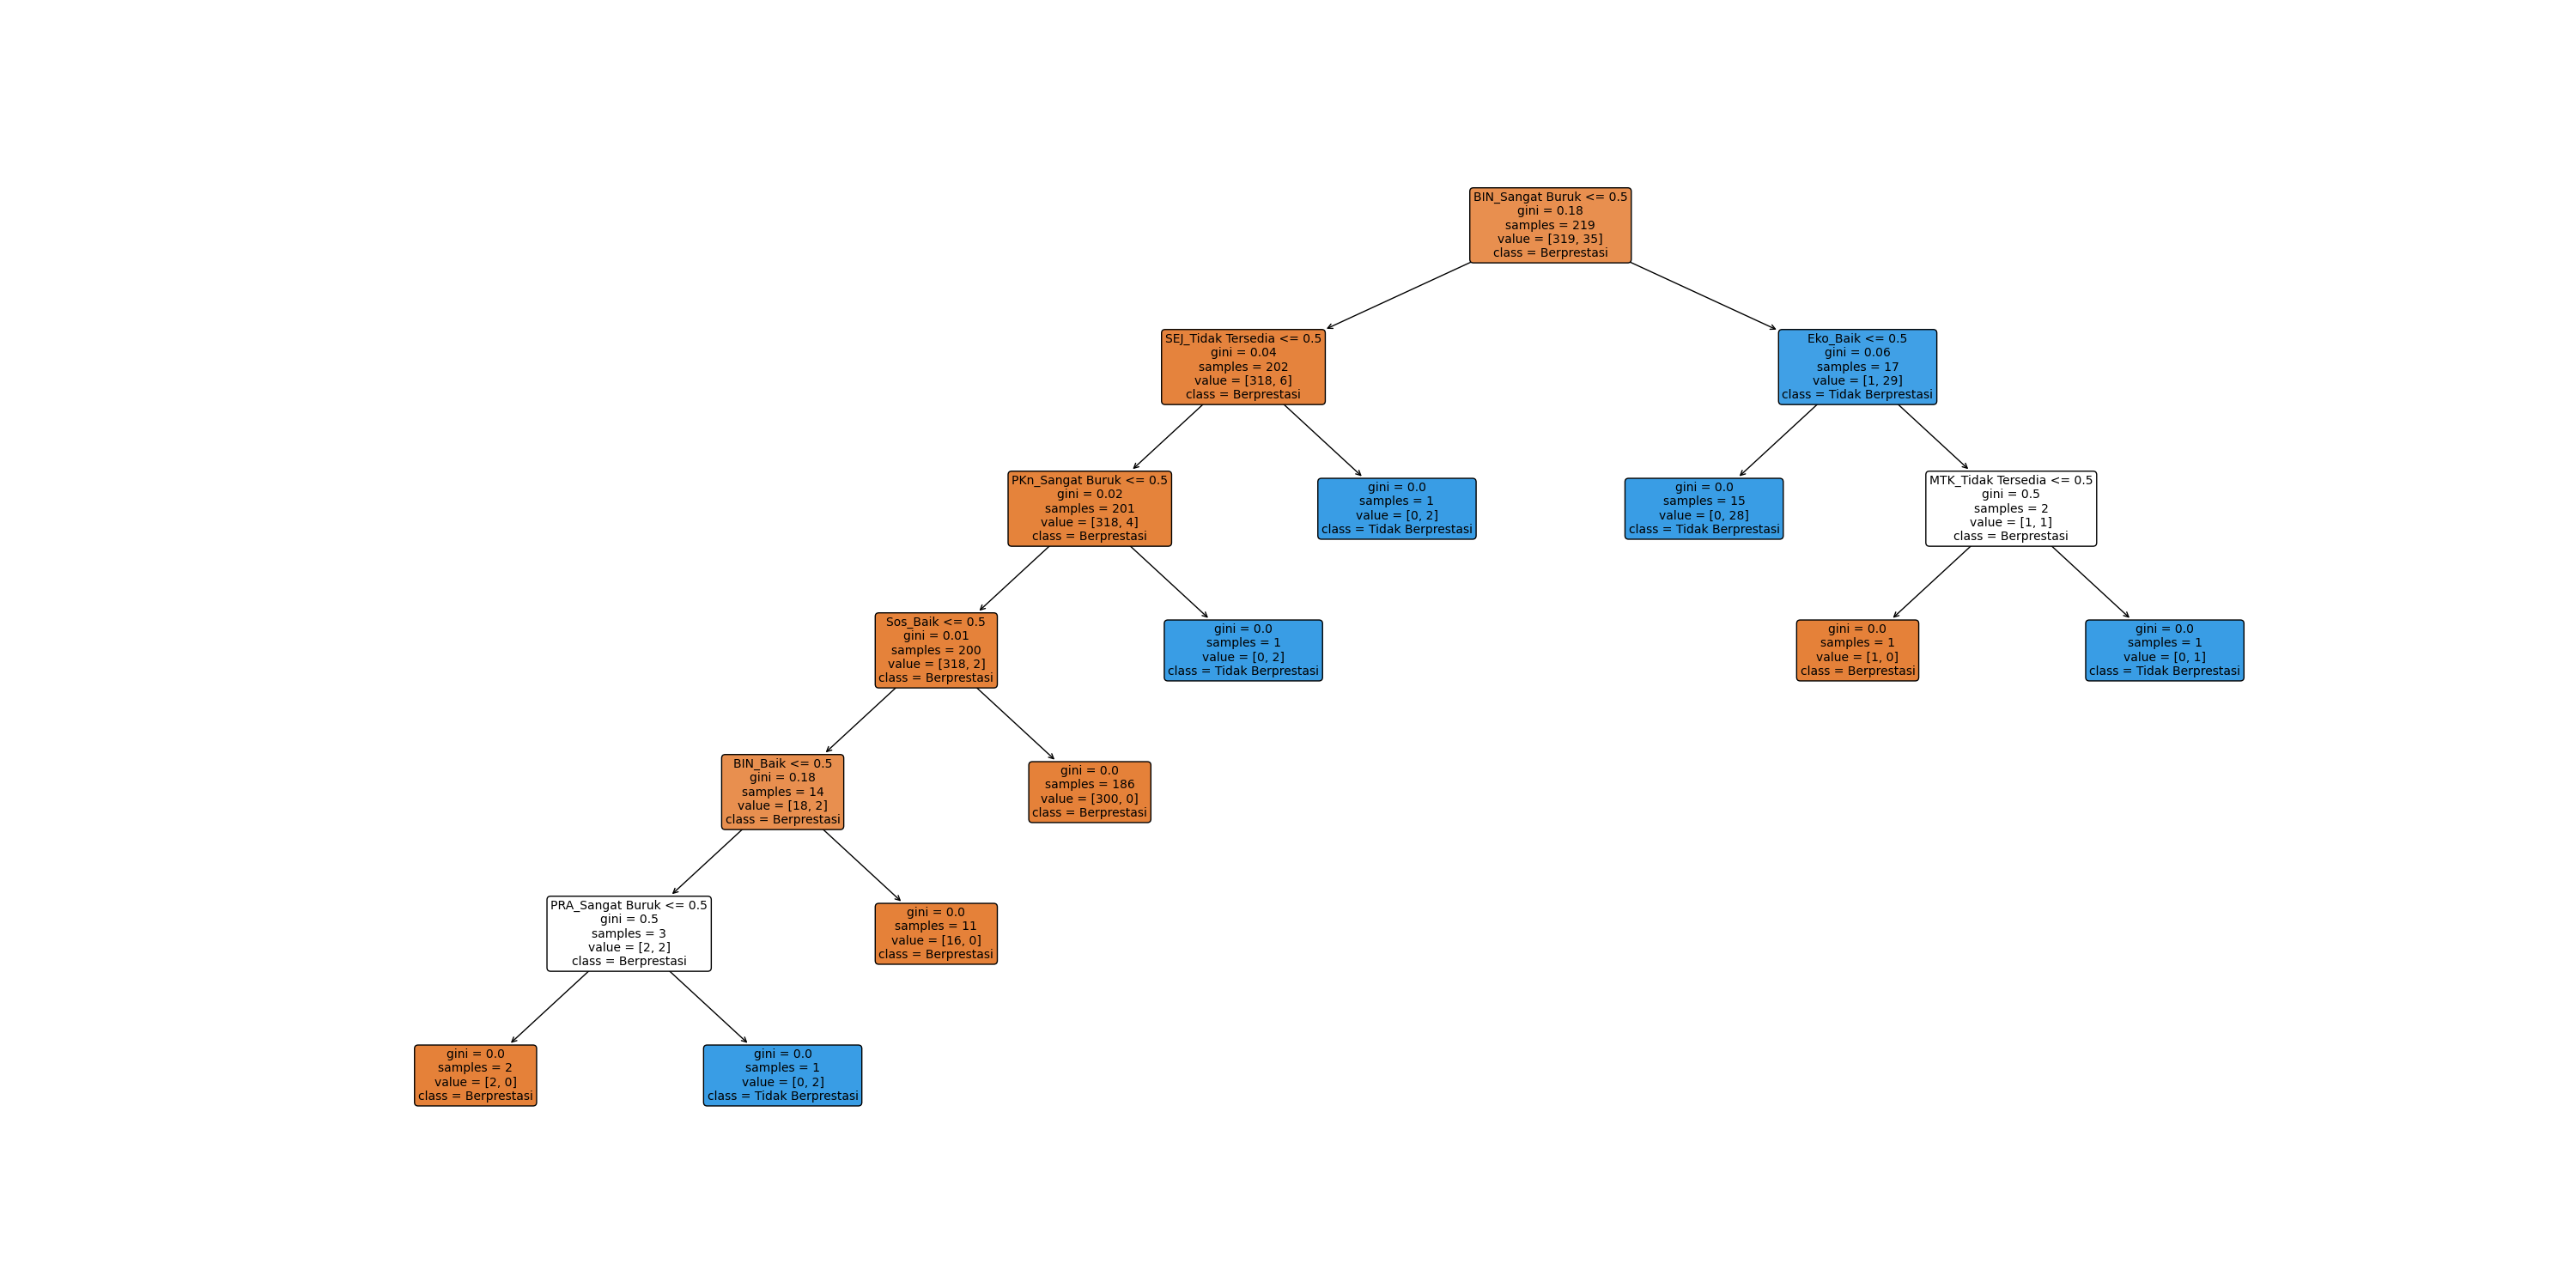 BIN_Sangat Buruk <= 0.5
gini = 0.18
samples = 219
value = [319, 35]
class = Berprestasi
SEJ_Tidak Tersedia <= 0.5
gini = 0.04
samples = 202
value = [318, 6]
class = Berprestasi
Eko_Baik <= 0.5
gini = 0.06
samples = 17
value = [1, 29]
class = Tidak Berprestasi
PKn_Sangat Buruk <= 0.5
gini = 0.02
samples = 201
value = [318, 4]
class = Berprestasi
gini = 0.0
samples = 1
value = [0, 2]
class = Tidak Berprestasi
gini = 0.0
samples = 15
value = [0, 28]
class = Tidak Berprestasi
MTK_Tidak Tersedia <= 0.5
gini = 0.5
samples = 2
value = [1, 1]
class = Berprestasi
Sos_Baik <= 0.5
gini = 0.01
samples = 200
value = [318, 2]
class = Berprestasi
gini = 0.0
samples = 1
value = [0, 2]
class = Tidak Berprestasi
gini = 0.0
samples = 1
value = [1, 0]
class = Berprestasi
gini = 0.0
samples = 1
value = [0, 1]
class = Tidak Berprestasi
BIN_Baik <= 0.5
gini = 0.18
samples = 14
value = [18, 2]
class = Berprestasi
gini = 0.0
samples = 186
value = [300, 0]
class = Berprestasi
PRA_Sangat Buruk <= 0.5
gini = 0.5
samples = 3
value = [2, 2]
class = Berprestasi
gini = 0.0
samples = 11
value = [16, 0]
class = Berprestasi
gini = 0.0
samples = 2
value = [2, 0]
class = Berprestasi
gini = 0.0
samples = 1
value = [0, 2]
class = Tidak Berprestasi